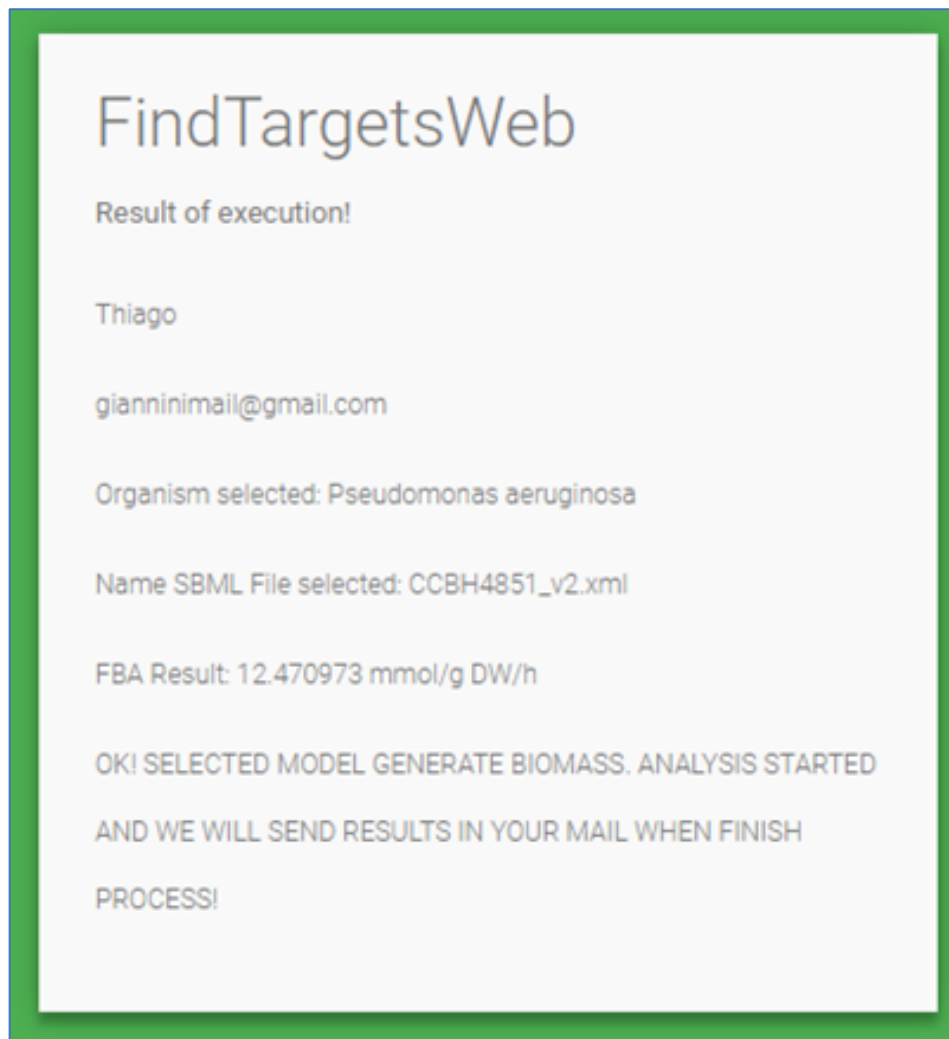 FindTargetsWeb
Result of execution!
Thiago
gianninimail@gmail.com
Organism selected: Pseudomonas aeruginosa
Name SBML File selected: CCBH4851_v2.xml
FBA Result: 12.470973 mmol/g DW/h
OK! SELECTED MODEL GENERATE BIOMASS. ANALYSIS STARTED
AND WE WILL SEND RESULTS IN YOUR MAIL WHEN FINISH
PROCESS!